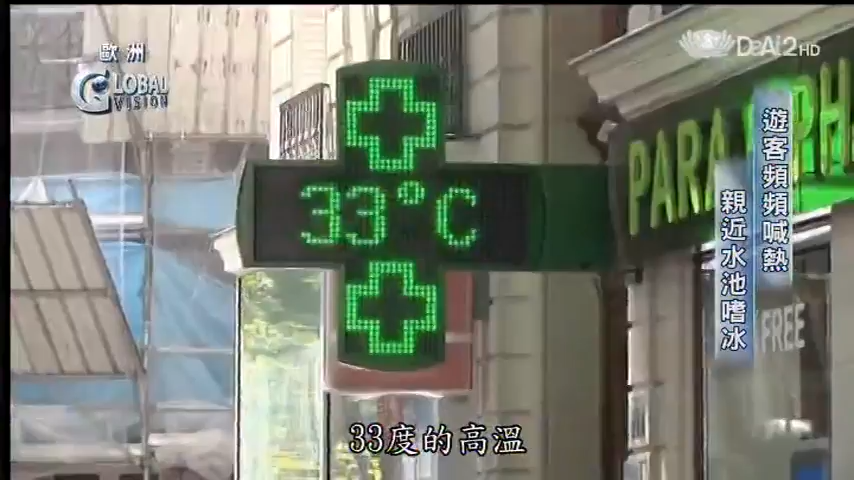 歐洲
GLOBAL
VISION
DaAi2 HD
遊客頻頻喊熱
親近水池嗜冰
33°C
PARA
PH
FREE
33度的高溫